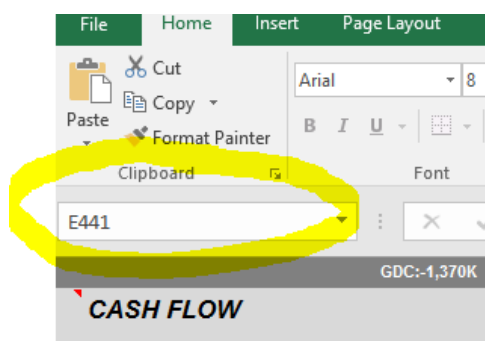 File Home Insert Page Layout
Cut
Arial 8
Copy
Paste
B I U
Format Painter
Clipboard Font
E441
GDC:-1,370K
CASH FLOW